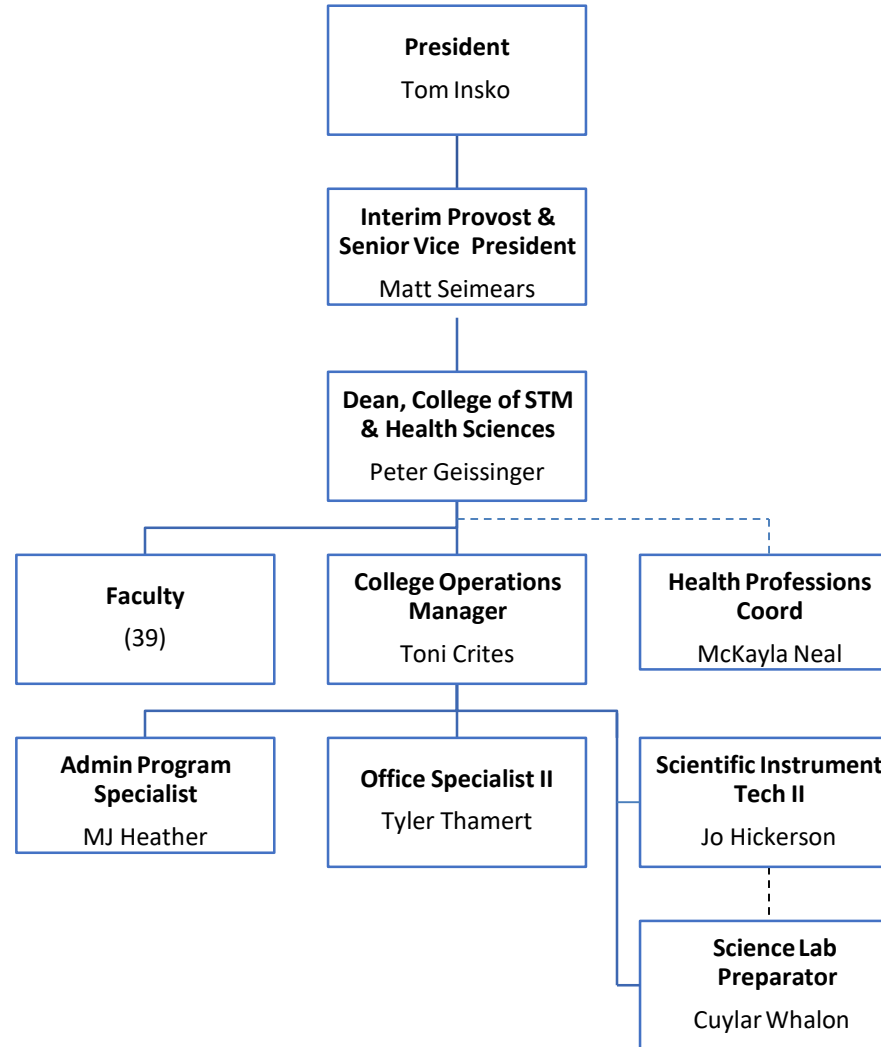 President
Tom Insko
Interim Provost &
Senior Vice President
Matt Seimears
Dean, College of STM
& Health Sciences
Peter Geissinger
Faculty
(39)
College Operations
Manager
Toni Crites
Health Professions
Coord
McKayla Neal
Admin Program
Specialist
MJ Heather
Office Specialist II
Tyler Thamert
Scientific Instrument
Tech II
Jo Hickerson
Science Lab
Preparator
Cuylar Whalon